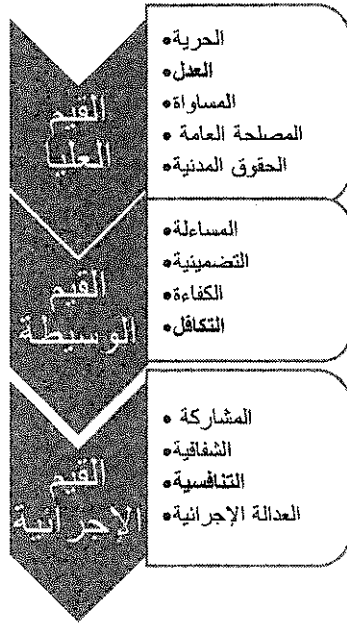 القيم
العليا
الحرية
العدل
المساواة
المصلحة العامة
الحقوق المدنية
القيم
الوسيطة
المساءلة
التضمينية
الكفاءة
التكافل
القيم
الإجرائية
المشاركة
الشفافية
التنافسية
العدالة الإجرائية